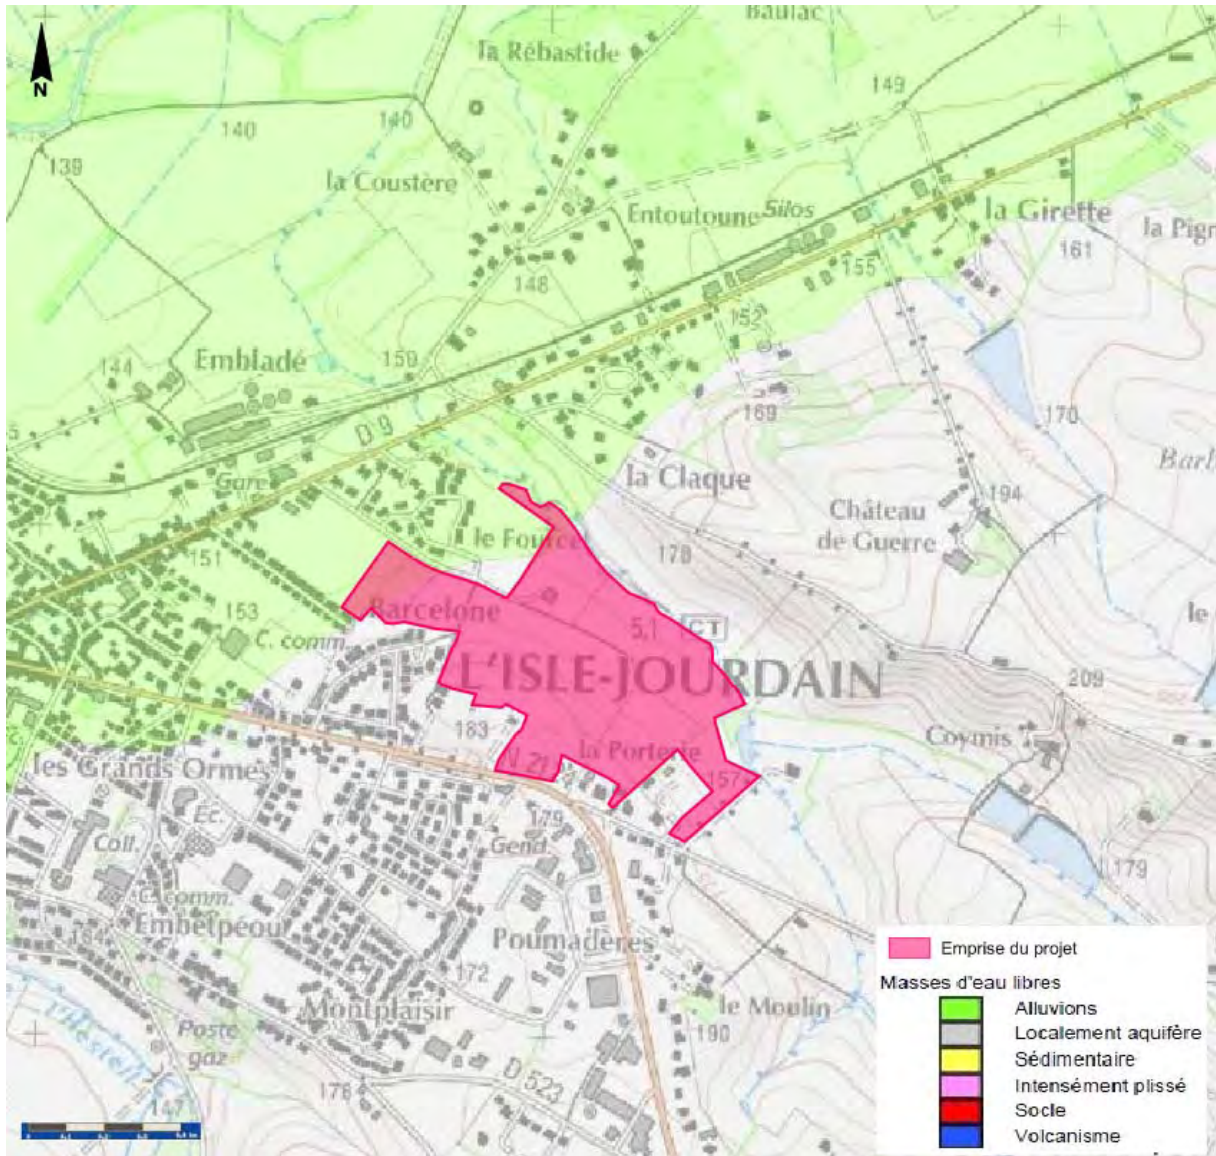 Baulac
la Rébastide
N
149
140
140
139
la Coustère
Entoutoune
Silos
la Girette
la Pign
161
155
148
152
Embladé
159
144
169
170
D 9
la Claque
Barl
Gare
194
Château
de Guerre
le Fourcet
151
178
153
Barcelone
le
C. comm.
5,1
CT
L'ISLE-JOURDAIN
209
183
la Porterie
Coymis
N 21
les Grands Ormes
157
179
Ec.
Gend.
Coll.
179
C. comm.
Embetpéou
Poumadères
172
Montplaisir
le Moulin
190
Poste
gaz
D 523
176
147
Emprise du projet
Masses d'eau libres
Alluvions
Localement aquifère
Sédimentaire
Intensément plissé
Socle
Volcanisme